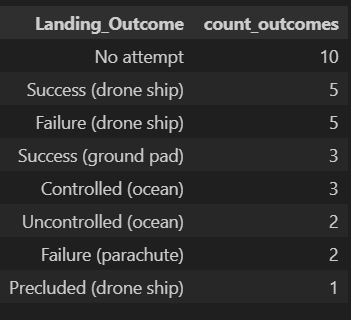 Landing_Outcome count_outcomes
No attempt 10
Success (drone ship) 5
Failure (drone ship) 5
Success (ground pad) 3
Controlled (ocean) 3
Uncontrolled (ocean) 2
Failure (parachute) 2
Precluded (drone ship) 1